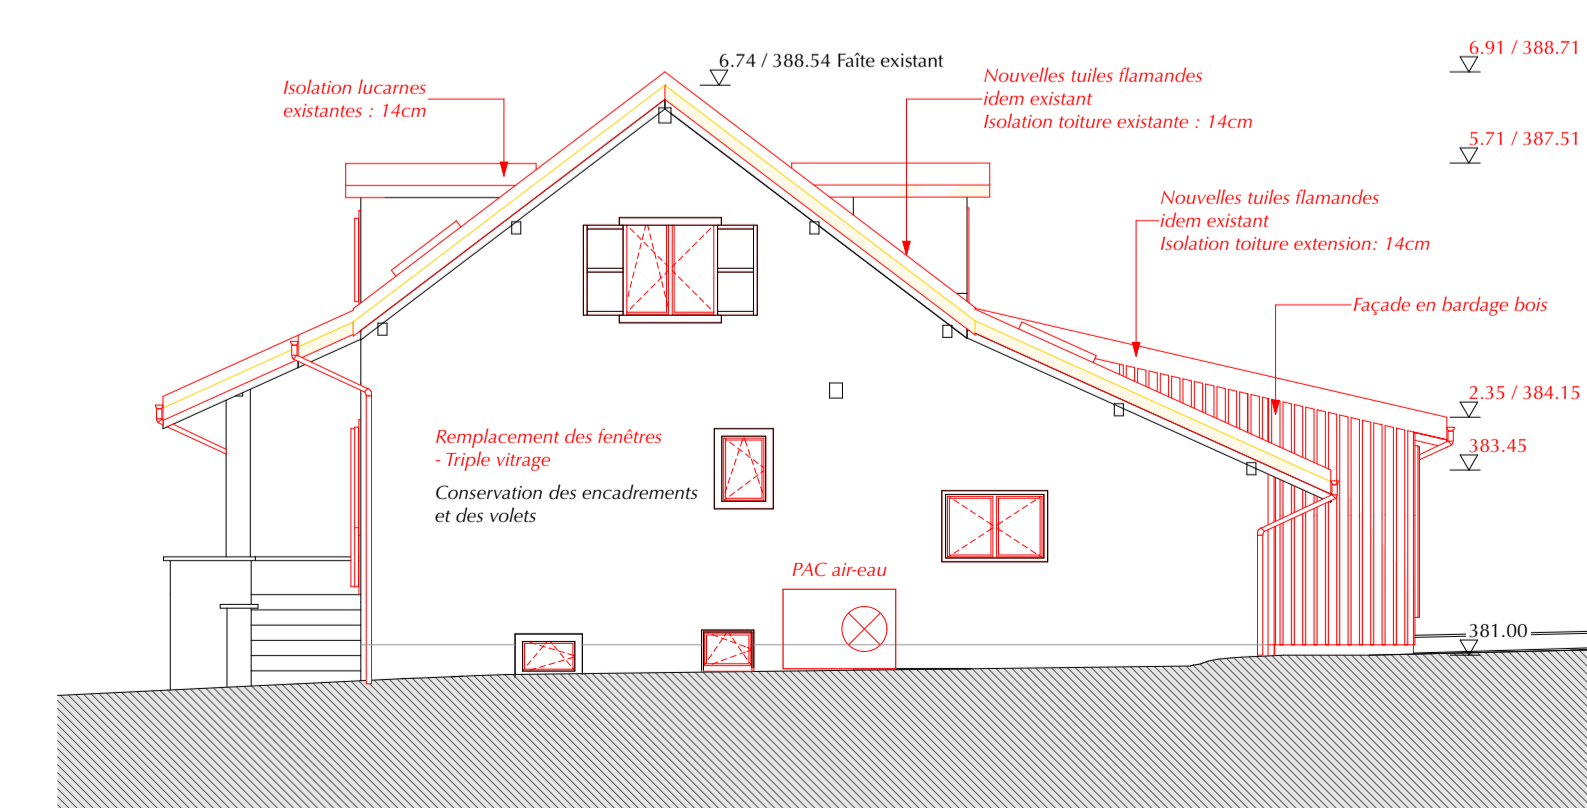 6.91 / 388.71
6.74 / 388.54 Faîte existant
Nouvelles tuiles flamandes
idem existant
Isolation toiture existante : 14cm
Isolation lucarnes
existantes : 14cm
5.71 / 387.51
Nouvelles tuiles flamandes
idem existant
Isolation toiture extension: 14cm
Façade en bardage bois
2.35 / 384.15
383.45
Remplacement des fenêtres
- Triple vitrage
Conservation des encadrements
et des volets
PAC air-eau
381.00